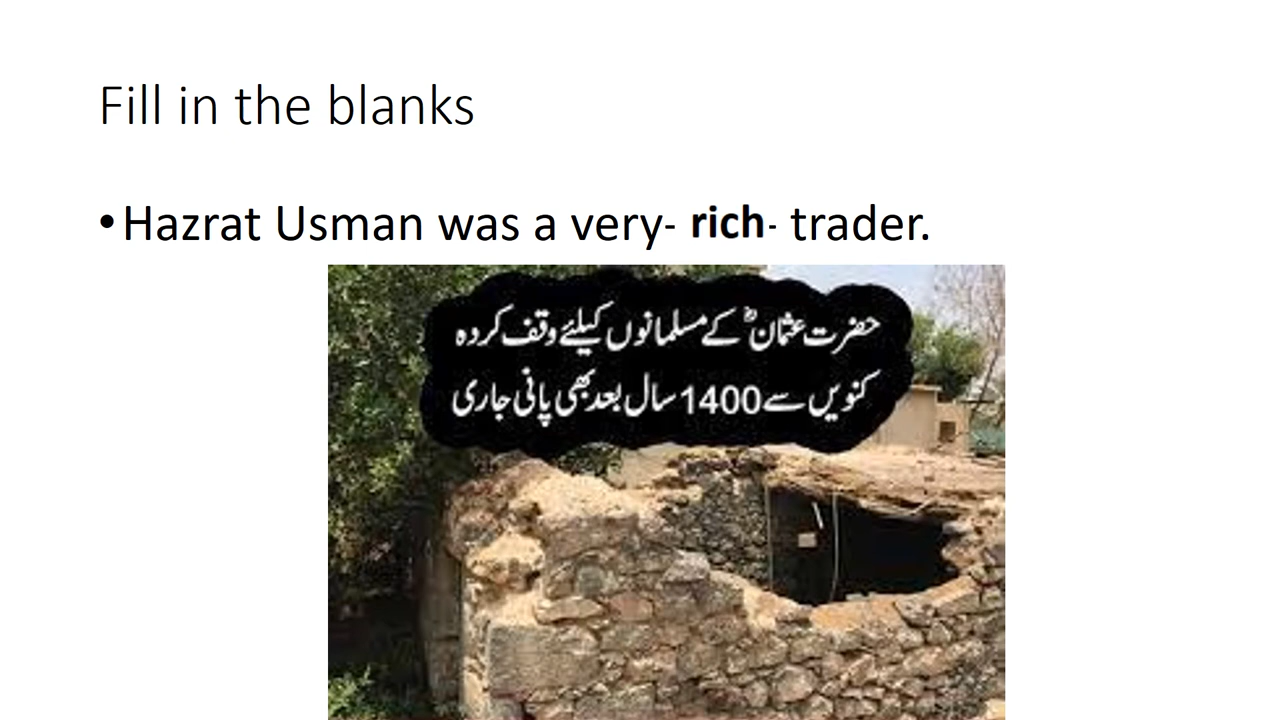 Fill in the blanks
• Hazrat Usman was a very- rich- trader.
حضرت عثمانؓ کے مسلمانوں کیلئے وقف کردہ
کنویں سے 1400 سال بعد بھی پانی جاری